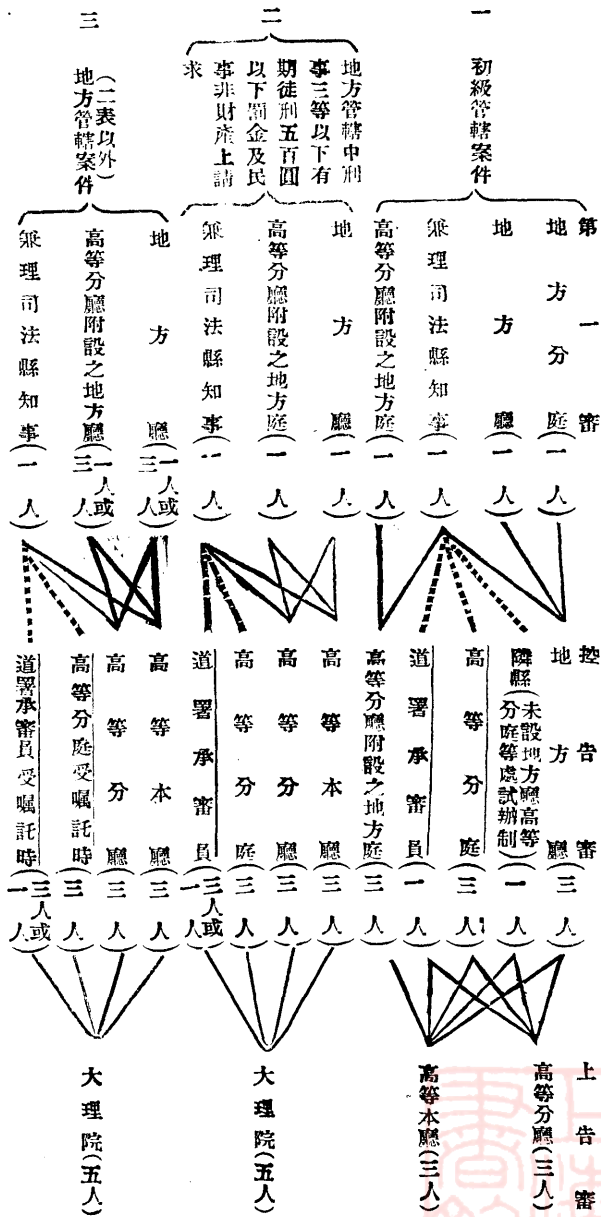 第一審
控告審
上告審
一
初級管轄案件
地方分庭(一人)
地方廳(一人)
兼理司法縣知事(一人)
高等分廳附設之地方庭(一人)
地方廳(三人)
隣縣(未設地方廳高等分庭等處試辦制)(一人)
高等分庭(三人)
道署承審員(一人)
高等分廳附設之地方庭(三人)
高等分廳(三人)
高等本廳(三人)
二
地方管轄中刑
事三等以下有
期徒刑五百圓
以下罰金及民
事非財產上請
求
地方廳(一人)
高等分廳附設之地方庭(一人)
兼理司法縣知事(一人)
高等本廳(三人)
高等分廳(三人)
高等分庭(三人)
道署承審員(三人或一人)
大理院(五人)
三
(二表以外)
地方管轄案件
地方廳(一人或三人)
高等分廳附設之地方廳(一人或三人)
兼理司法縣知事(一人)
高等本廳(三人)
高等分廳(三人)
高等分庭受囑託時(三人)
道署承審員受囑託時(三人或一人)
大理院(五人)